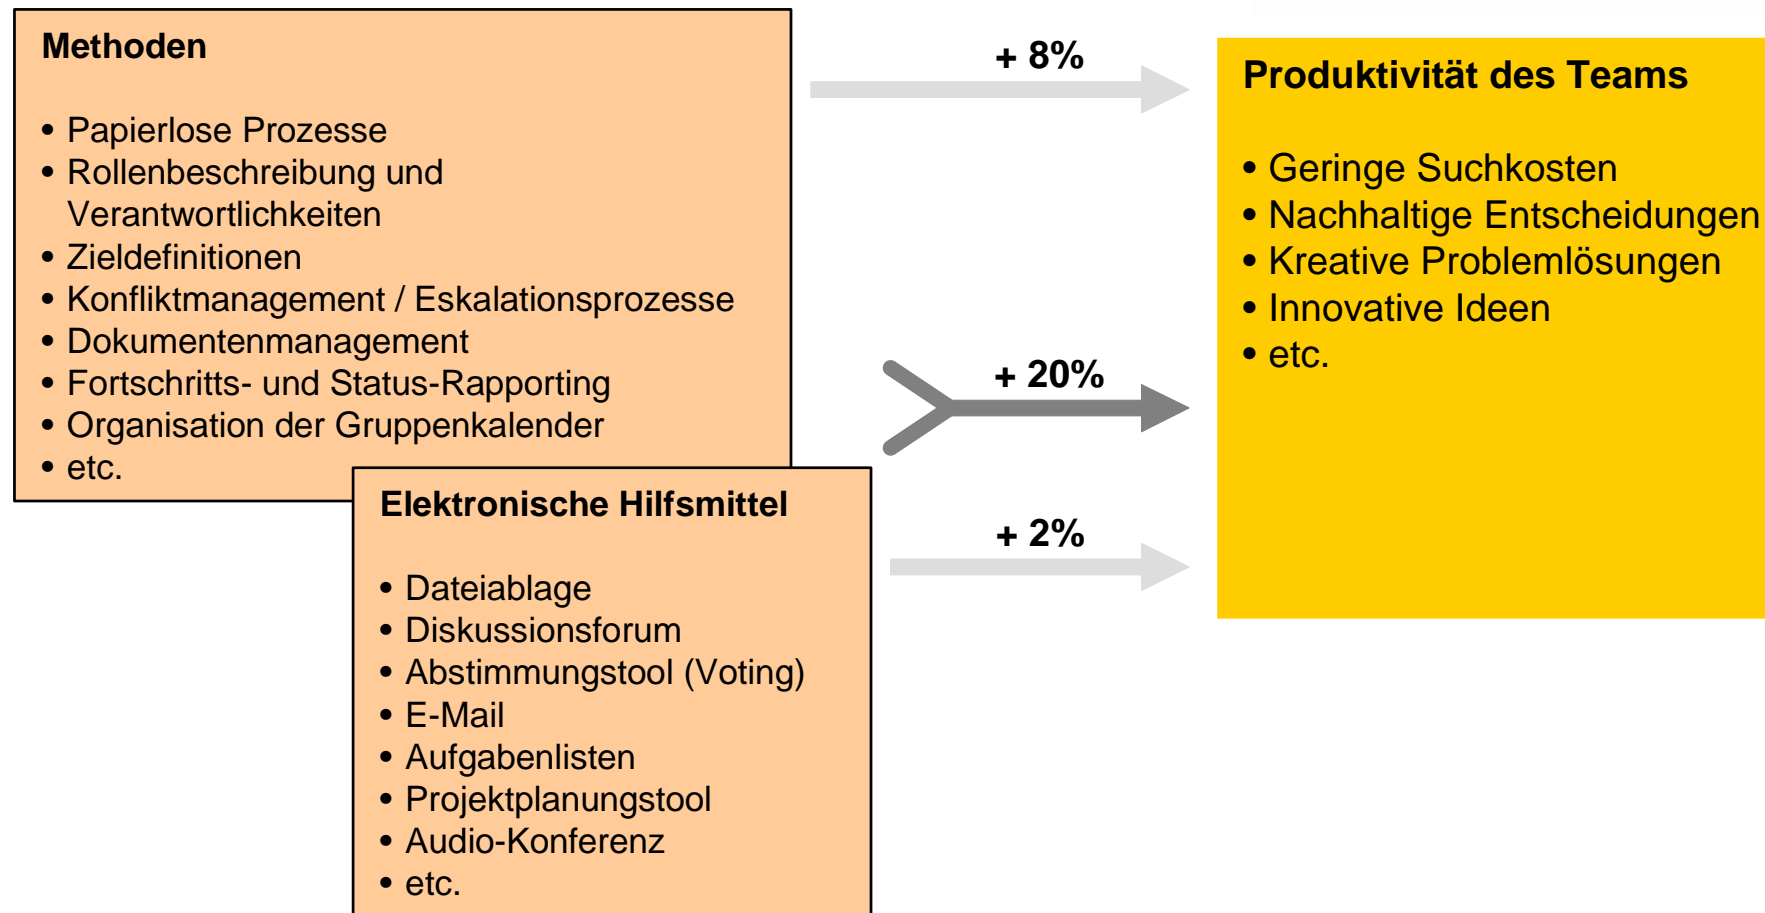 Methoden
• Papierlose Prozesse
• Rollenbeschreibung und
Verantwortlichkeiten
• Zieldefinitionen
• Konfliktmanagement / Eskalationsprozesse
• Dokumentenmanagement
• Fortschritts- und Status-Rapporting
• Organisation der Gruppenkalender
• etc.
Elektronische Hilfsmittel
• Dateiablage
• Diskussionsforum
• Abstimmungstool (Voting)
• E-Mail
• Aufgabenlisten
• Projektplanungstool
• Audio-Konferenz
• etc.
+ 8%
+ 20%
+ 2%
Produktivität des Teams
• Geringe Suchkosten
• Nachhaltige Entscheidungen
• Kreative Problemlösungen
• Innovative Ideen
• etc.